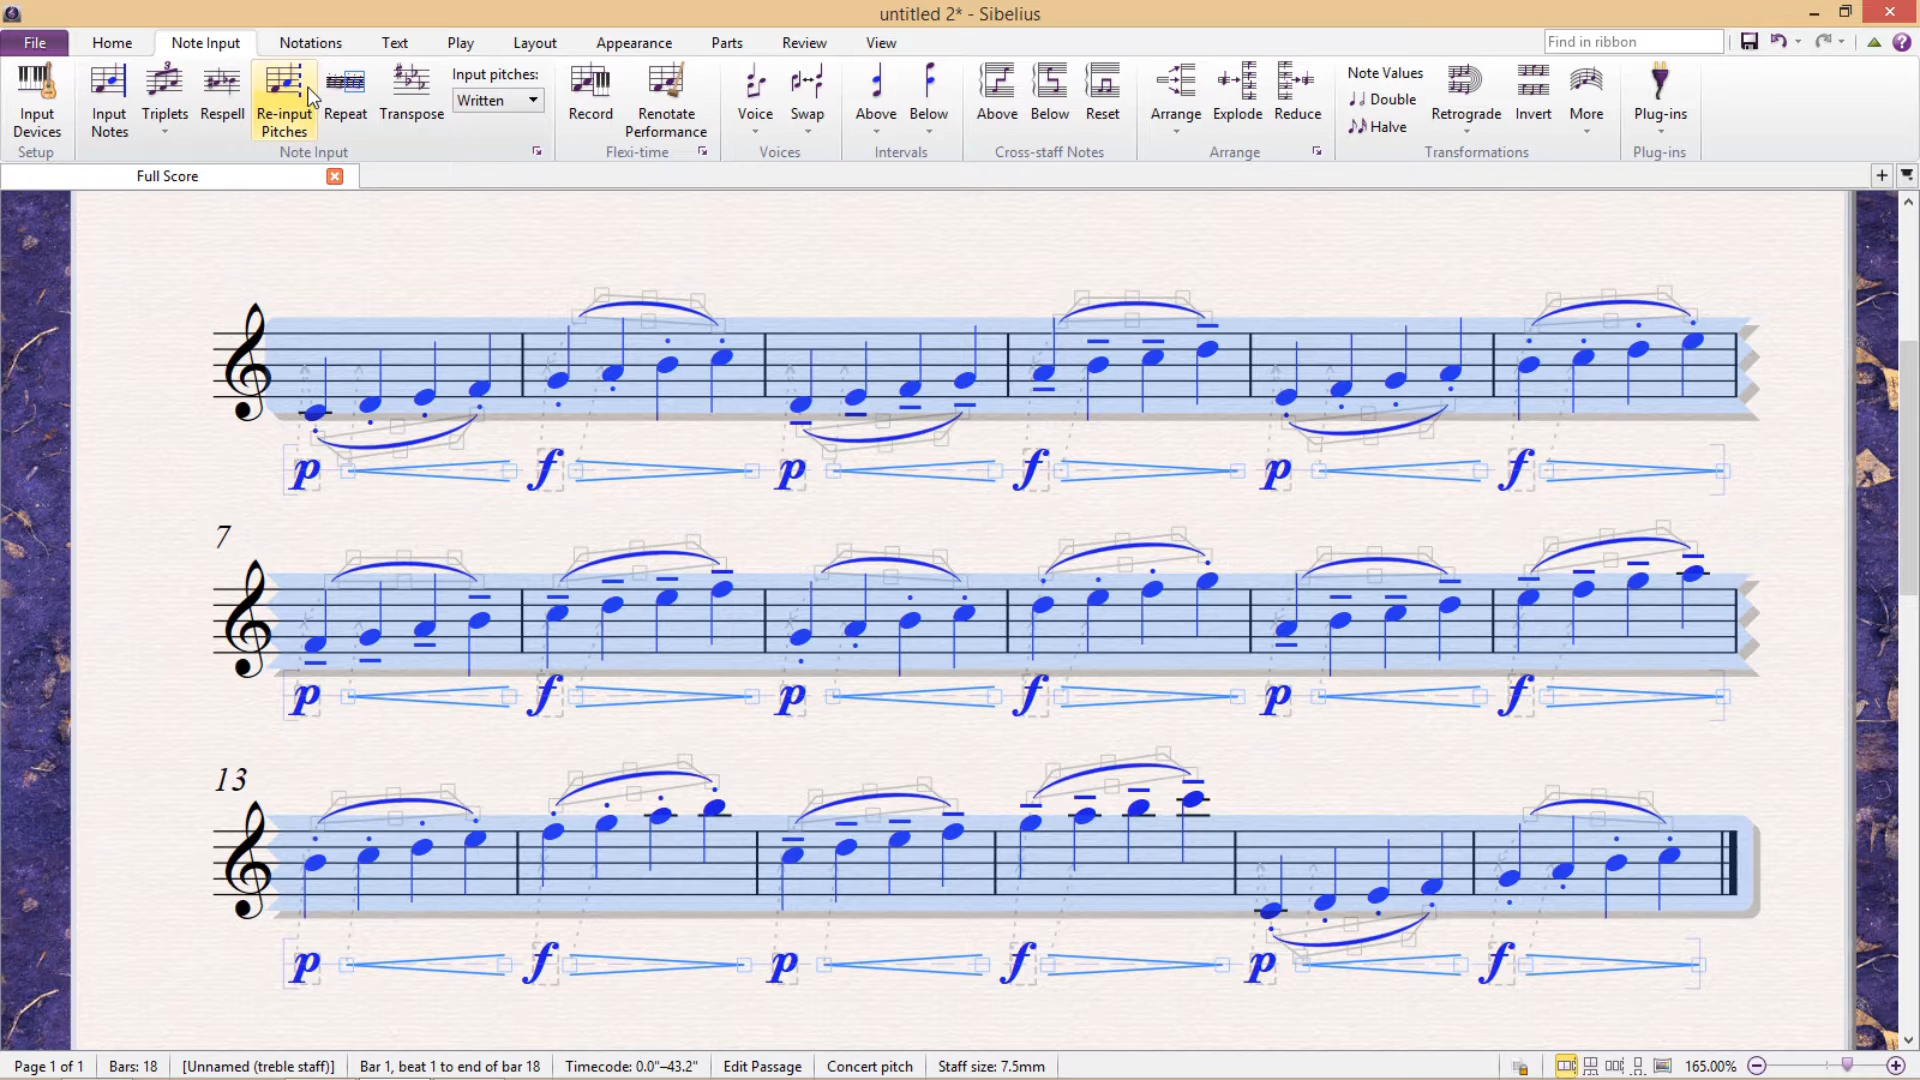 untitled 2* - Sibelius
File Home Note Input Notations Text Play Layout Appearance Parts Review View Find in ribbon
Input Devices
Input Notes
Triplets
Respell
Re-input Pitches
Repeat
Transpose
Input pitches:
Written
Record
Renotate Performance
Voice
Swap
Above
Below
Above
Below
Reset
Arrange
Explode
Reduce
Note Values
Double
Halve
Retrograde
Invert
More
Plug-ins
Setup Note Input Flexi-time Voices Intervals Cross-staff Notes Arrange Transformations Plug-ins
Full Score
p f p f p f
7
p f p f p f
13
p f p f p f
Page 1 of 1 Bars: 18 [Unnamed (treble staff)] Bar 1, beat 1 to end of bar 18 Timecode: 0.0"–43.2" Edit Passage Concert pitch Staff size: 7.5mm 165.00%